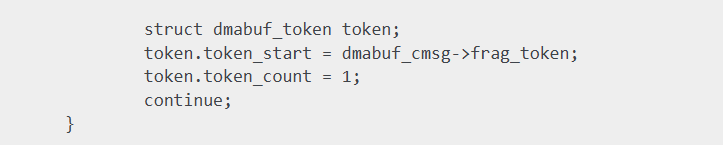 struct dmabuf_token token;
token.token_start = dmabuf_cmsg->frag_token;
token.token_count = 1;
continue;
}